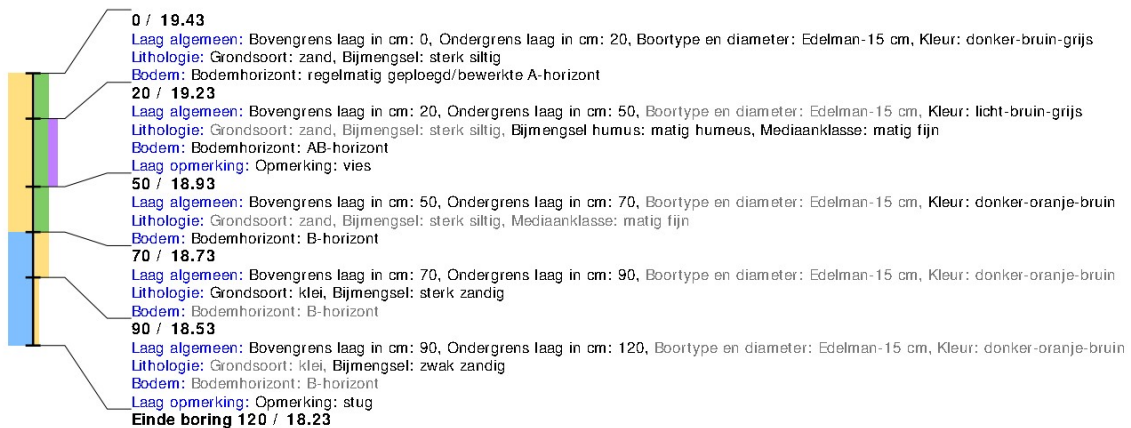 0 / 19.43
Laag algemeen: Bovengrens laag in cm: 0, Ondergrens laag in cm: 20, Boortype en diameter: Edelman-15 cm, Kleur: donker-bruin-grijs
Lithologie: Grondsoort: zand, Bijmengsel: sterk siltig
Bodem: Bodemhorizont: regelmatig geploegd/bewerkte A-horizont
20 / 19.23
Laag algemeen: Bovengrens laag in cm: 20, Ondergrens laag in cm: 50, Boortype en diameter: Edelman-15 cm, Kleur: licht-bruin-grijs
Lithologie: Grondsoort: zand, Bijmengsel: sterk siltig, Bijmengsel humus: matig humeus, Mediaanklasse: matig fijn
Bodem: Bodemhorizont: AB-horizont
Laag opmerking: Opmerking: vies
50 / 18.93
Laag algemeen: Bovengrens laag in cm: 50, Ondergrens laag in cm: 70, Boortype en diameter: Edelman-15 cm, Kleur: donker-oranje-bruin
Lithologie: Grondsoort: zand, Bijmengsel: sterk siltig, Mediaanklasse: matig fijn
Bodem: Bodemhorizont: B-horizont
70 / 18.73
Laag algemeen: Bovengrens laag in cm: 70, Ondergrens laag in cm: 90, Boortype en diameter: Edelman-15 cm, Kleur: donker-oranje-bruin
Lithologie: Grondsoort: klei, Bijmengsel: sterk zandig
Bodem: Bodemhorizont: B-horizont
90 / 18.53
Laag algemeen: Bovengrens laag in cm: 90, Ondergrens laag in cm: 120, Boortype en diameter: Edelman-15 cm, Kleur: donker-oranje-bruin
Lithologie: Grondsoort: klei, Bijmengsel: zwak zandig
Bodem: Bodemhorizont: B-horizont
Laag opmerking: Opmerking: stug
Einde boring 120 / 18.23